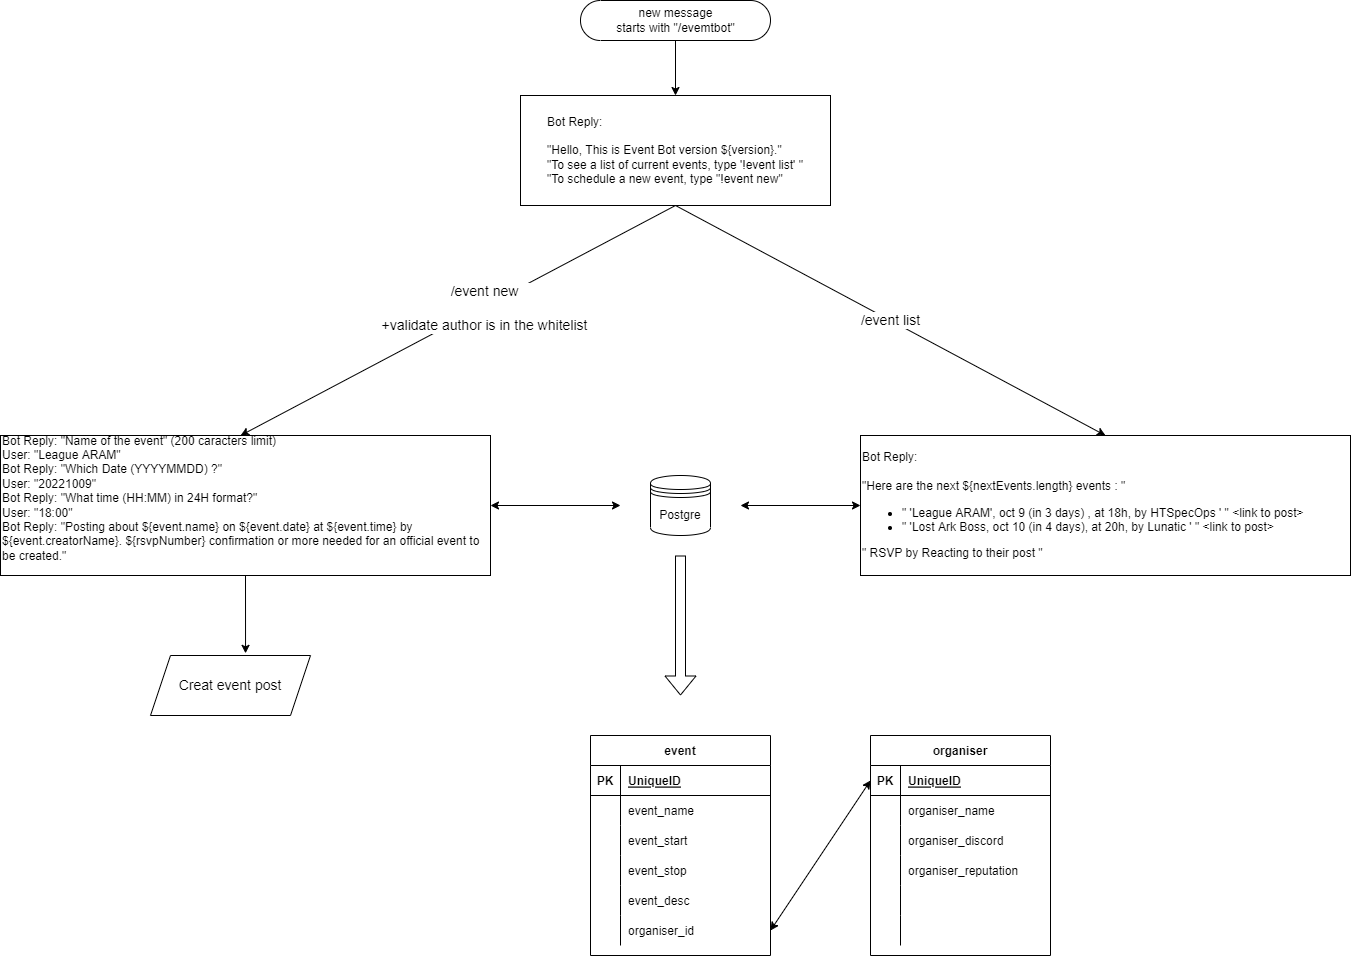 new message
starts with "/evemtbot"
Bot Reply:
"Hello, This is Event Bot version ${version}."
"To see a list of current events, type '!event list' "
"To schedule a new event, type "!event new"
/event new
+validate author is in the whitelist
/event list
Bot Reply: "Name of the event" (200 caracters limit)
User: "League ARAM"
Bot Reply: "Which Date (YYYYMMDD) ?"
User: "20221009"
Bot Reply: "What time (HH:MM) in 24H format?"
User: "18:00"
Bot Reply: "Posting about ${event.name} on ${event.date} at ${event.time} by
${event.creatorName}. ${rsvpNumber} confirmation or more needed for an official event to
be created."
Postgre
Bot Reply:
"Here are the next ${nextEvents.length} events : "
• " 'League ARAM', oct 9 (in 3 days) , at 18h, by HTSpecOps ' " <link to post>
• " 'Lost Ark Boss, oct 10 (in 4 days), at 20h, by Lunatic ' " <link to post>
" RSVP by Reacting to their post "
Creat event post
event
PK UniqueID
event_name
event_start
event_stop
event_desc
organiser_id
organiser
PK UniqueID
organiser_name
organiser_discord
organiser_reputation